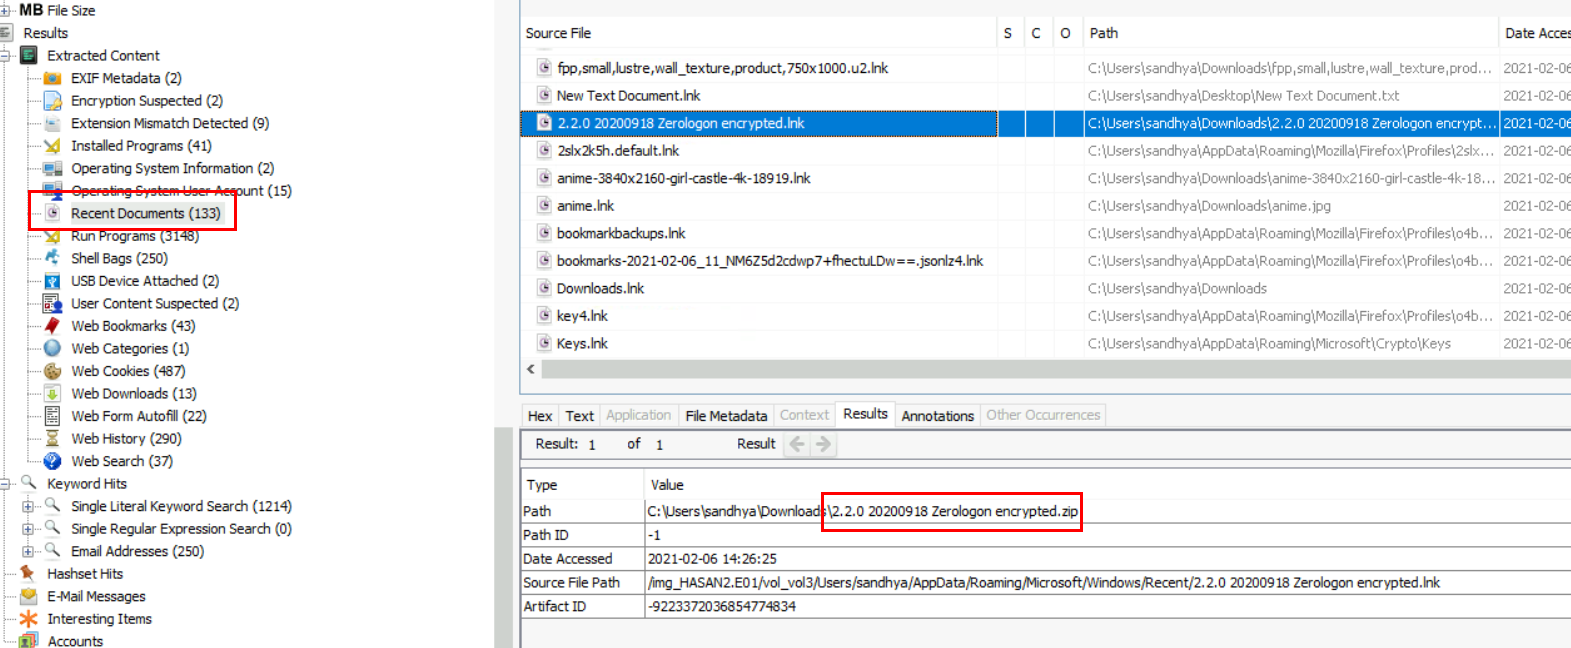 MB File Size
Results
Extracted Content
EXIF Metadata (2)
Encryption Suspected (2)
Extension Mismatch Detected (9)
Installed Programs (41)
Operating System Information (2)
Operating System User Account (15)
Recent Documents (133)
Run Programs (3148)
Shell Bags (250)
USB Device Attached (2)
User Content Suspected (2)
Web Bookmarks (43)
Web Categories (1)
Web Cookies (487)
Web Downloads (13)
Web Form Autofill (22)
Web History (290)
Web Search (37)
Keyword Hits
Single Literal Keyword Search (1214)
Single Regular Expression Search (0)
Email Addresses (250)
Hashset Hits
E-Mail Messages
Interesting Items
Accounts
Source File S C O Path Date Acces
fpp,small,lustre,wall_texture,product,750x1000.u2.lnk C:\Users\sandhya\Downloads\fpp,small,lustre,wall_texture,prod... 2021-02-06
New Text Document.lnk C:\Users\sandhya\Desktop\New Text Document.txt 2021-02-06
2.2.0 20200918 Zerologon encrypted.lnk C:\Users\sandhya\Downloads\2.2.0 20200918 Zerologon encrypt... 2021-02-06
2slx2k5h.default.lnk C:\Users\sandhya\AppData\Roaming\Mozilla\Firefox\Profiles\2slx... 2021-02-06
anime-3840x2160-girl-castle-4k-18919.lnk C:\Users\sandhya\Downloads\anime-3840x2160-girl-castle-4k-18... 2021-02-06
anime.lnk C:\Users\sandhya\Downloads\anime.jpg 2021-02-06
bookmarkbackups.lnk C:\Users\sandhya\AppData\Roaming\Mozilla\Firefox\Profiles\o4b... 2021-02-06
bookmarks-2021-02-06_11_NM6Z5d2cdwp7+fhectuLDw==.jsonlz4.lnk C:\Users\sandhya\AppData\Roaming\Mozilla\Firefox\Profiles\o4b... 2021-02-06
Downloads.lnk C:\Users\sandhya\Downloads 2021-02-06
key4.lnk C:\Users\sandhya\AppData\Roaming\Mozilla\Firefox\Profiles\o4b... 2021-02-06
Keys.lnk C:\Users\sandhya\AppData\Roaming\Microsoft\Crypto\Keys 2021-02-06
Hex Text Application File Metadata Context Results Annotations Other Occurrences
Result: 1 of 1 Result
Type Value
Path C:\Users\sandhya\Downloads\2.2.0 20200918 Zerologon encrypted.zip
Path ID -1
Date Accessed 2021-02-06 14:26:25
Source File Path /img_HASAN2.E01/vol_vol3/Users/sandhya/AppData/Roaming/Microsoft/Windows/Recent/2.2.0 20200918 Zerologon encrypted.lnk
Artifact ID -9223372036854774834